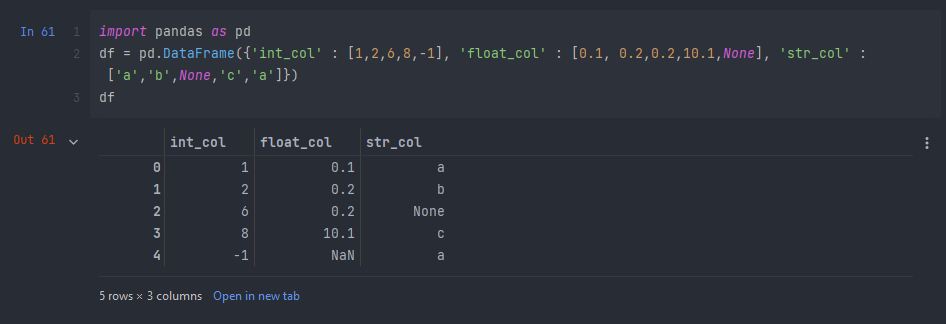 In 61
1 import pandas as pd
2 df = pd.DataFrame({'int_col' : [1,2,6,8,-1], 'float_col' : [0.1, 0.2,0.2,10.1,None], 'str_col' :
['a','b',None,'c','a']})
3 df
Out 61
int_col float_col str_col
0 1 0.1 a
1 2 0.2 b
2 6 0.2 None
3 8 10.1 c
4 -1 NaN a
5 rows × 3 columns Open in new tab